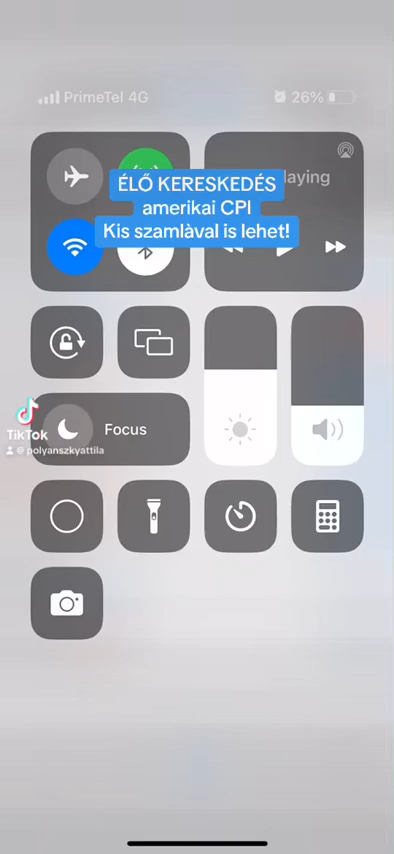 PrimeTel 4G
26%
laying
ÉLŐ KERESKEDÉS
amerikai CPI
Kis szamlàval is lehet!
Focus
TikTok
@polyanszkyattila